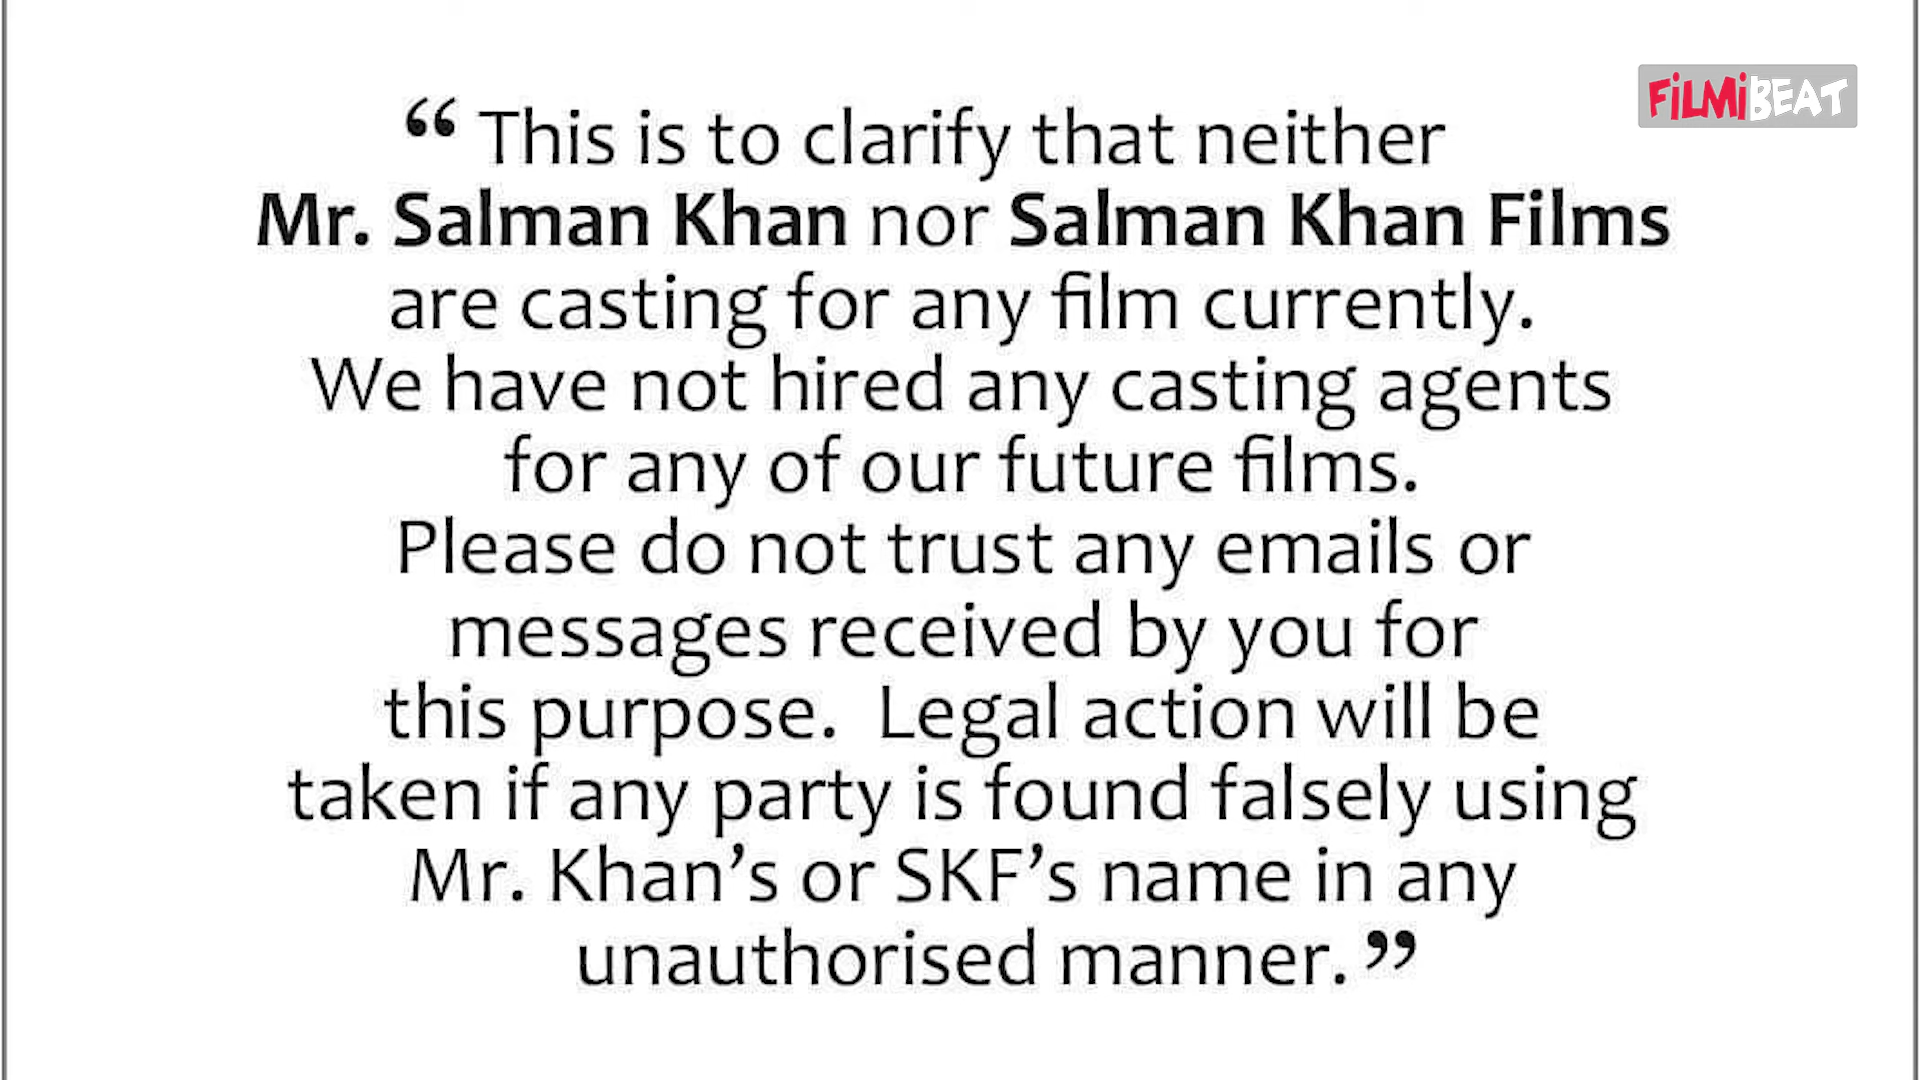 FiLMiBEAT
“ This is to clarify that neither
Mr. Salman Khan nor Salman Khan Films
are casting for any film currently.
We have not hired any casting agents
for any of our future films.
Please do not trust any emails or
messages received by you for
this purpose.  Legal action will be
taken if any party is found falsely using
Mr. Khan’s or SKF’s name in any
unauthorised manner. ”